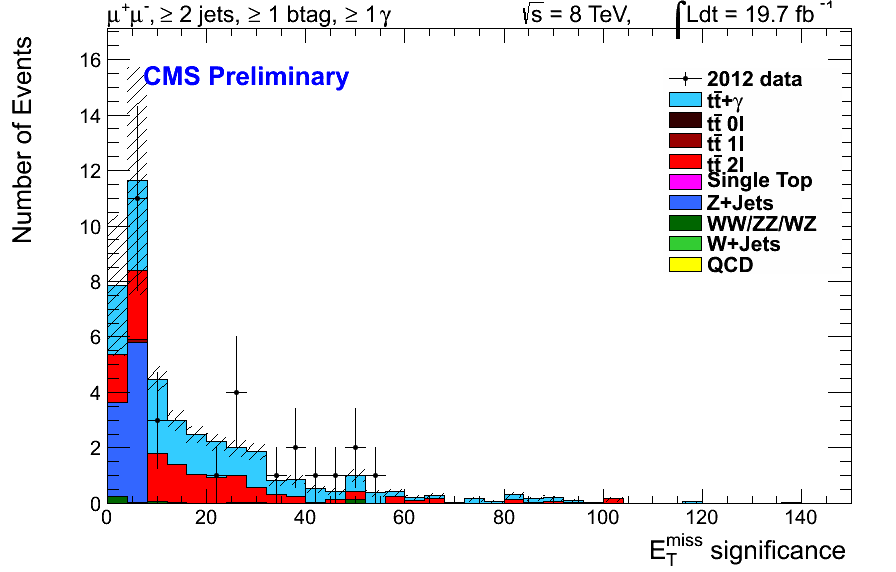 μ⁺μ⁻, ≥ 2 jets, ≥ 1 btag, ≥ 1 γ
√s = 8 TeV, ∫Ldt = 19.7 fb⁻¹
CMS Preliminary
2012 data
tt̄+γ
tt̄ 0l
tt̄ 1l
tt̄ 2l
Single Top
Z+Jets
WW/ZZ/WZ
W+Jets
QCD
Number of Events
16
14
12
10
8
6
4
2
0
0 20 40 60 80 100 120 140
E_T^miss significance